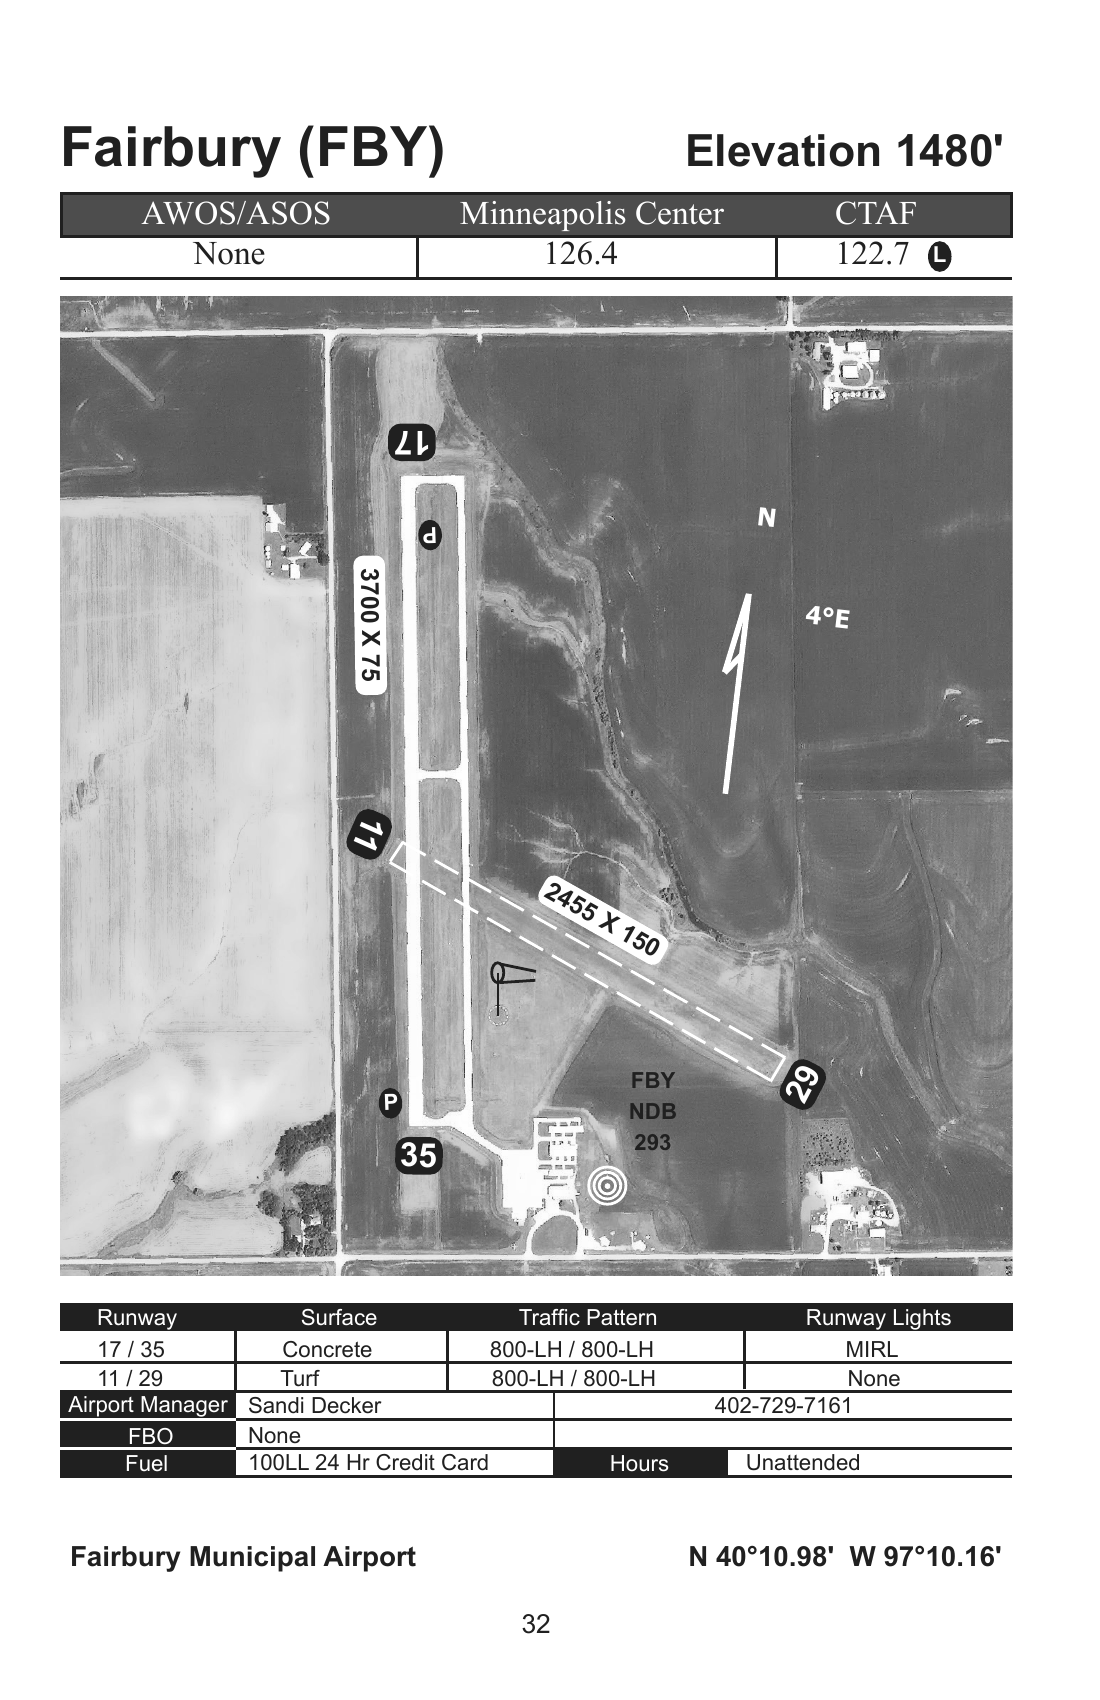 Fairbury (FBY) Elevation 1480'
AWOS/ASOS Minneapolis Center CTAF
None 126.4 122.7 L
17
N
P
3700 X 75
4°E
11
2455 X 150
29
FBY
NDB
293
P
35
Runway Surface Traffic Pattern Runway Lights
17 / 35 Concrete 800-LH / 800-LH MIRL
11 / 29 Turf 800-LH / 800-LH None
Airport Manager Sandi Decker 402-729-7161
FBO None
Fuel 100LL 24 Hr Credit Card Hours Unattended
Fairbury Municipal Airport N 40°10.98' W 97°10.16'
32